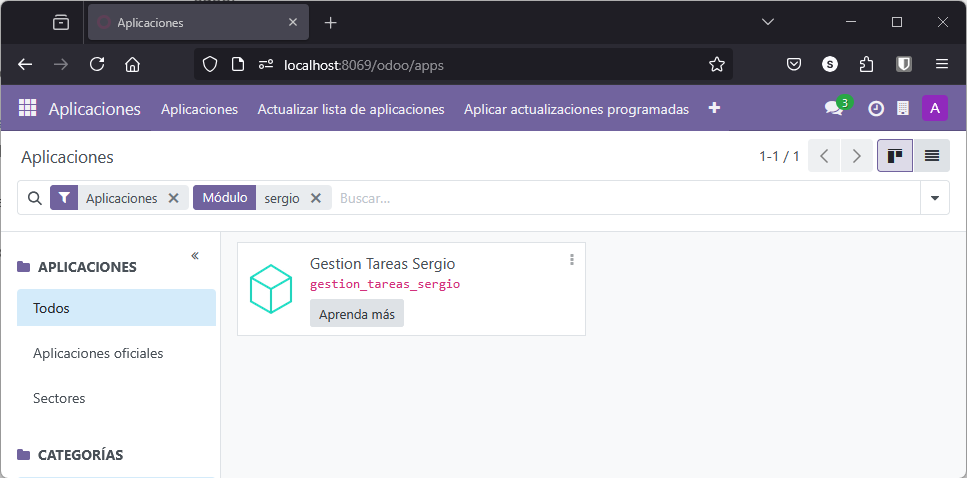 Aplicaciones
localhost:8069/odoo/apps
S
Aplicaciones Aplicaciones Actualizar lista de aplicaciones Aplicar actualizaciones programadas 3 A
Aplicaciones 1-1 / 1
Aplicaciones Módulo sergio Buscar...
APLICACIONES
Todos
Aplicaciones oficiales
Sectores
CATEGORÍAS
Gestion Tareas Sergio
gestion_tareas_sergio
Aprenda más